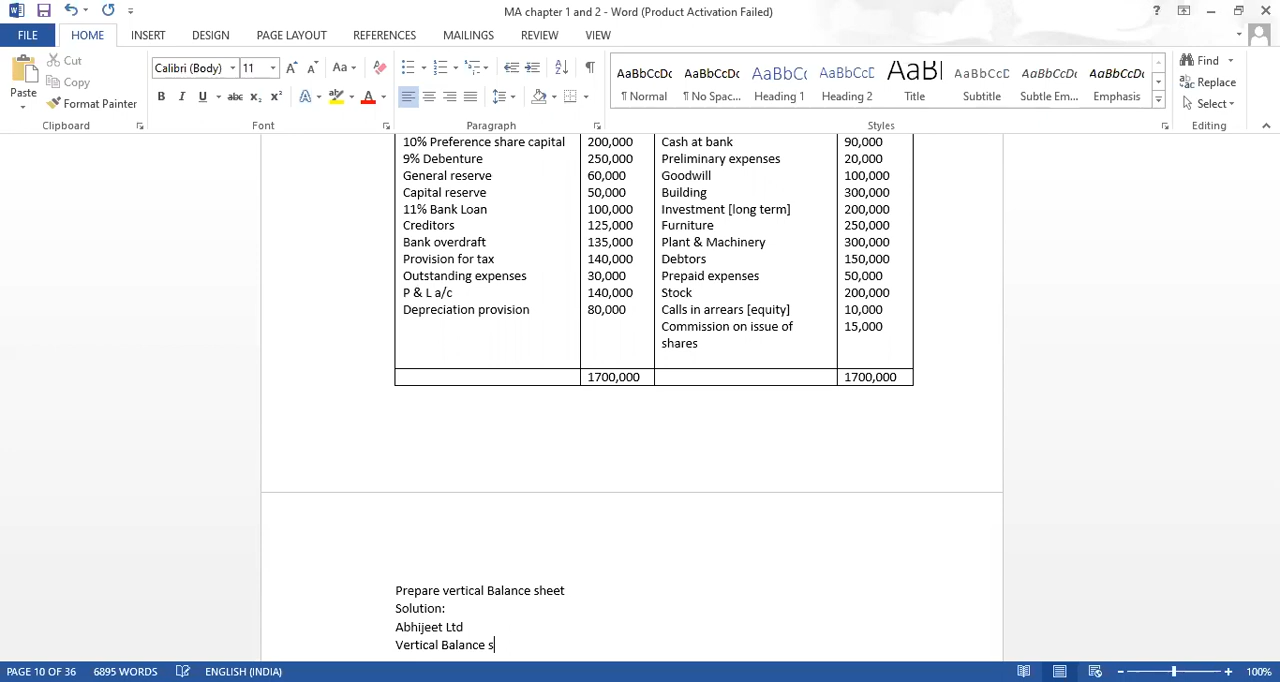 MA chapter 1 and 2 - Word (Product Activation Failed)
FILE HOME INSERT DESIGN PAGE LAYOUT REFERENCES MAILINGS REVIEW VIEW
Paste
Cut
Copy
Format Painter
Clipboard
Calibri (Body) 11
Font
Paragraph
AaBbCcDc AaBbCcDc AaBbCc AaBbCcC AaBl AaBbCcC AaBbCcDc AaBbCcDc
¶ Normal ¶ No Spac... Heading 1 Heading 2 Title Subtitle Subtle Em... Emphasis
Styles
Find
Replace
Select
Editing
10% Preference share capital 200,000 Cash at bank 90,000
9% Debenture 250,000 Preliminary expenses 20,000
General reserve 60,000 Goodwill 100,000
Capital reserve 50,000 Building 300,000
11% Bank Loan 100,000 Investment [long term] 200,000
Creditors 125,000 Furniture 250,000
Bank overdraft 135,000 Plant & Machinery 300,000
Provision for tax 140,000 Debtors 150,000
Outstanding expenses 30,000 Prepaid expenses 50,000
P & L a/c 140,000 Stock 200,000
Depreciation provision 80,000 Calls in arrears [equity] 10,000
Commission on issue of 15,000
shares
1700,000 1700,000
Prepare vertical Balance sheet
Solution:
Abhijeet Ltd
Vertical Balance s
PAGE 10 OF 36 6895 WORDS ENGLISH (INDIA) 100%